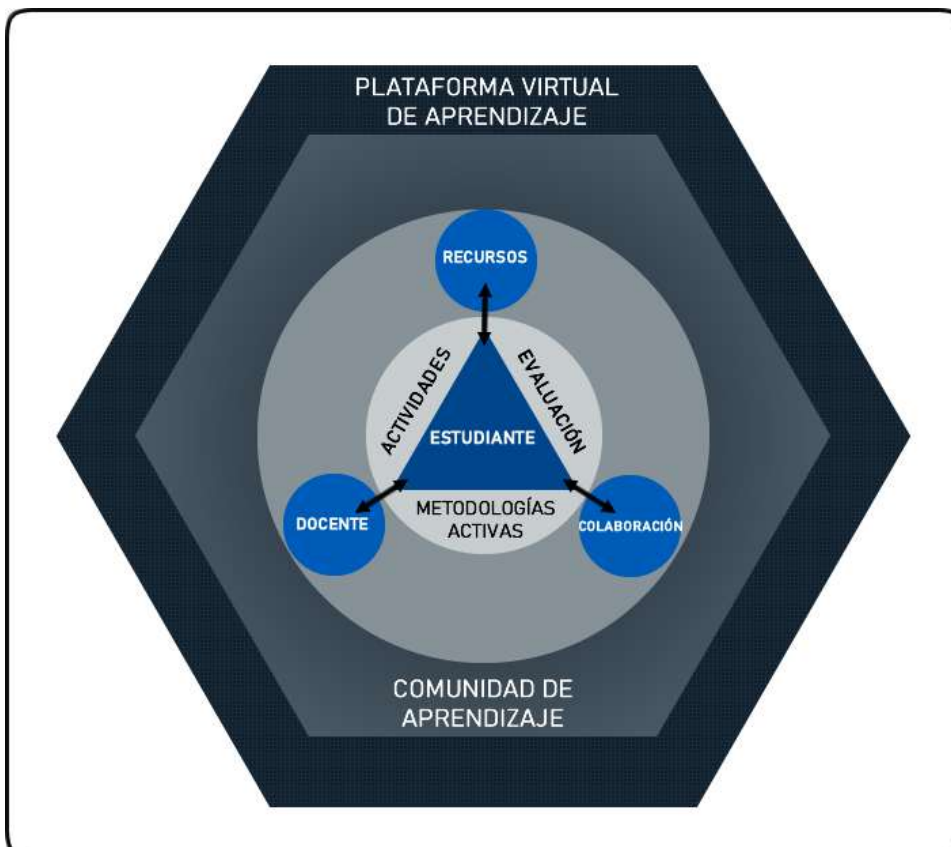 PLATAFORMA VIRTUAL
DE APRENDIZAJE
RECURSOS
ACTIVIDADES
EVALUACIÓN
ESTUDIANTE
DOCENTE
METODOLOGÍAS
ACTIVAS
COLABORACIÓN
COMUNIDAD DE
APRENDIZAJE